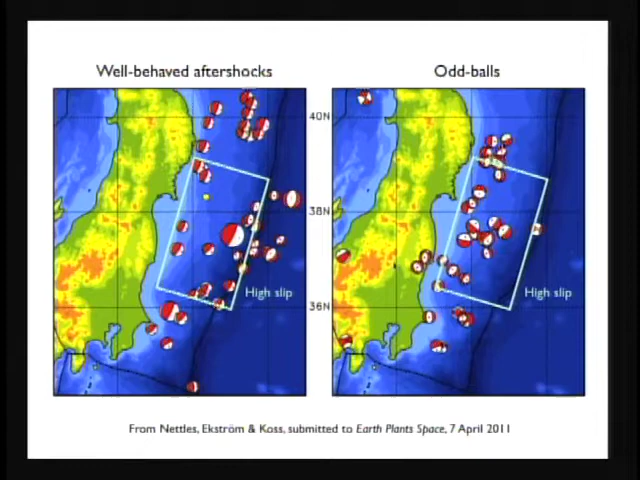 Well-behaved aftershocks
Odd-balls
40N
38N
High slip
High slip
36N
From Nettles, Ekström & Koss, submitted to Earth Plants Space, 7 April 2011